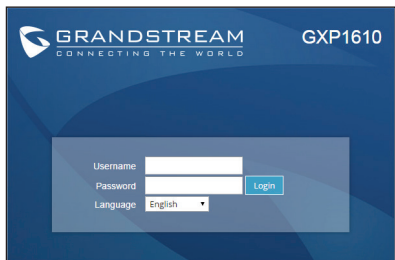 GRANDSTREAM
CONNECTING THE WORLD
GXP1610
Username
Password
Login
Language
English